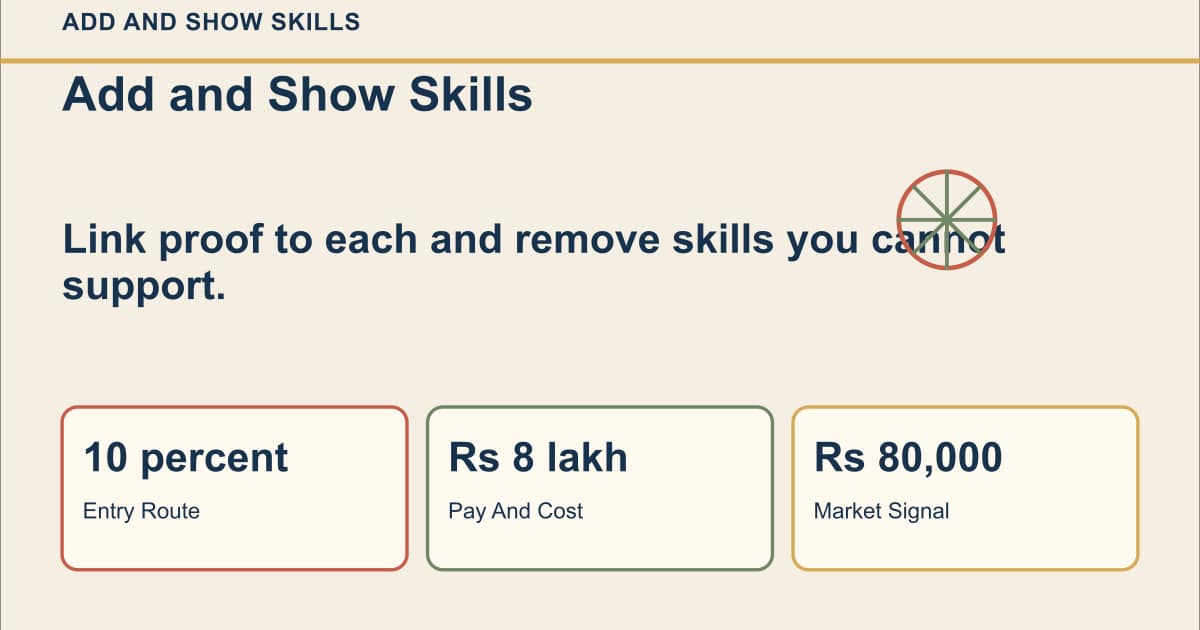 ADD AND SHOW SKILLS
Add and Show Skills
Link proof to each and remove skills you cannot
support.
10 percent
Entry Route
Rs 8 lakh
Pay And Cost
Rs 80,000
Market Signal